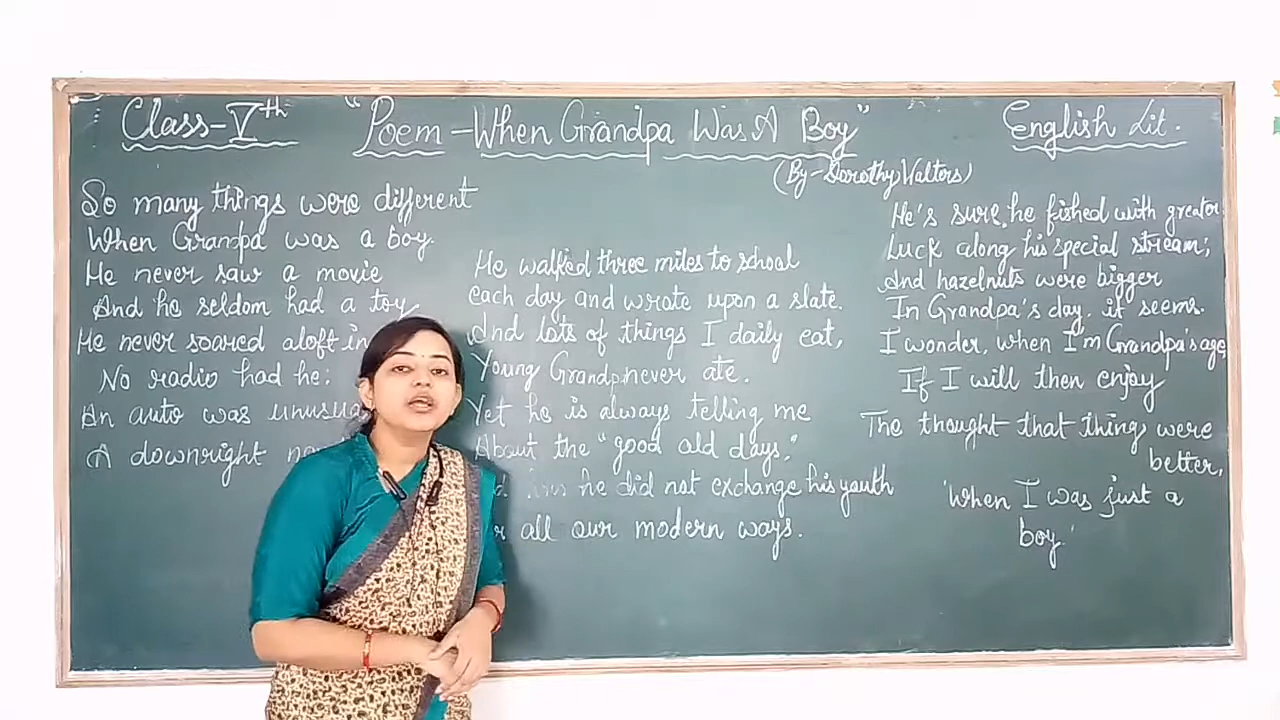 Class-Vth
"Poem-When Grandpa Was A Boy"
English Lit.
(By-Dorothy Walters)
So many things were different
When Grandpa was a boy.
He never saw a movie
And he seldom had a toy
He never soared aloft in
No radio had he:
An auto was unusua
A downright
He walked three miles to school
each day and wrote upon a slate.
And lots of things I daily eat,
Young Grandpa never ate.
Yet he is always telling me
About the "good old days."
he did not exchange his youth
all our modern ways.
He's sure, he fished with greater
Luck along his special stream;
And hazelnuts were bigger
In Grandpa's day, it seems.
I wonder, when I'm Grandpa's age,
If I will then enjoy
The thought that thing were
better,
'When I was just a
boy.'